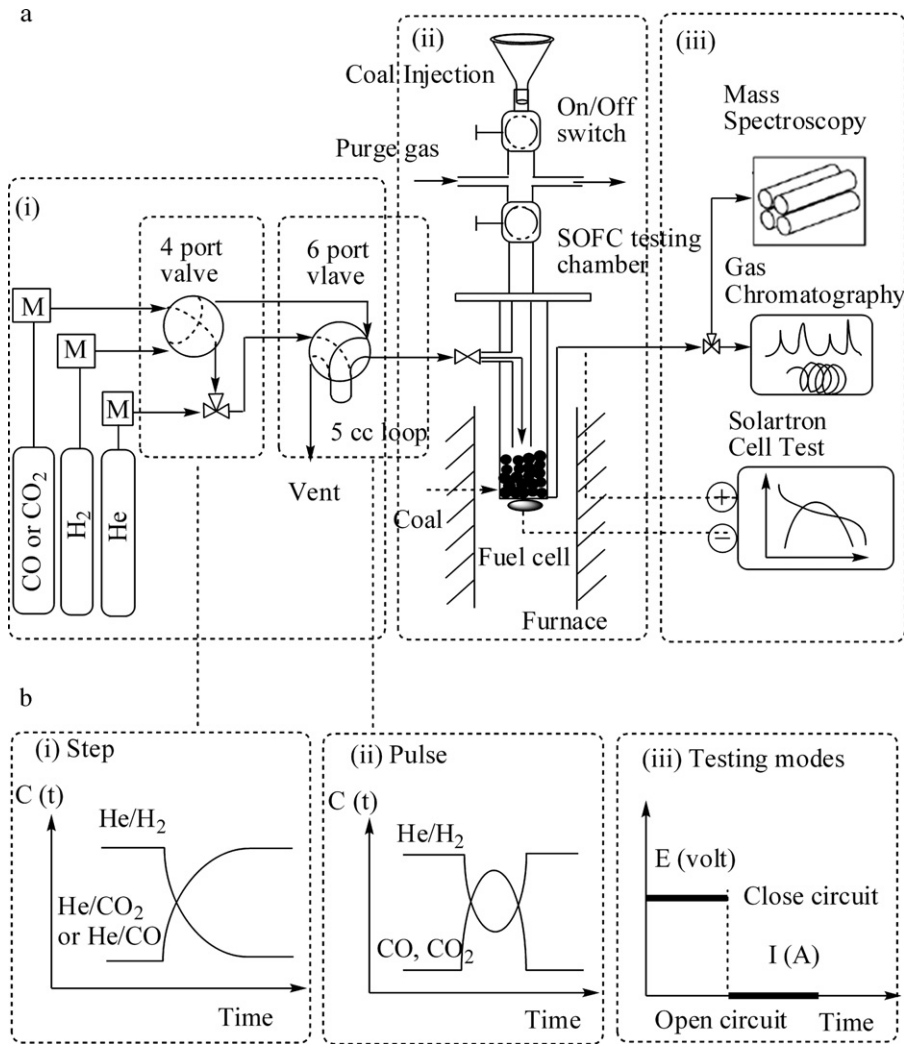 a
(i)
4 port
valve
6 port
vlave
M
M
M
5 cc loop
Vent
CO or CO₂
H₂
He
(ii)
Coal Injection
On/Off
switch
Purge gas
SOFC testing
chamber
Coal
Fuel cell
Furnace
(iii)
Mass
Spectroscopy
Gas
Chromatography
Solartron
Cell Test
+
−
b
(i) Step
C (t)
He/H₂
He/CO₂
or He/CO
Time
(ii) Pulse
C (t)
He/H₂
CO, CO₂
Time
(iii) Testing modes
E (volt)
Close circuit
I (A)
Open circuit
Time